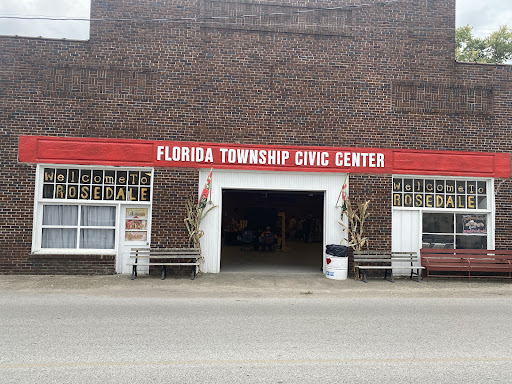 FLORIDA TOWNSHIP CIVIC CENTER
WelcomeTo
ROSEDALE
WelcomeTo
ROSEDALE